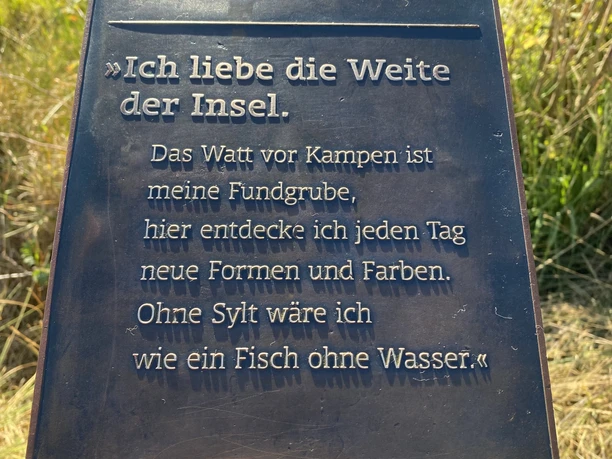 »Ich liebe die Weite
der Insel.
Das Watt vor Kampen ist
meine Fundgrube,
hier entdecke ich jeden Tag
neue Formen und Farben.
Ohne Sylt wäre ich
wie ein Fisch ohne Wasser.«